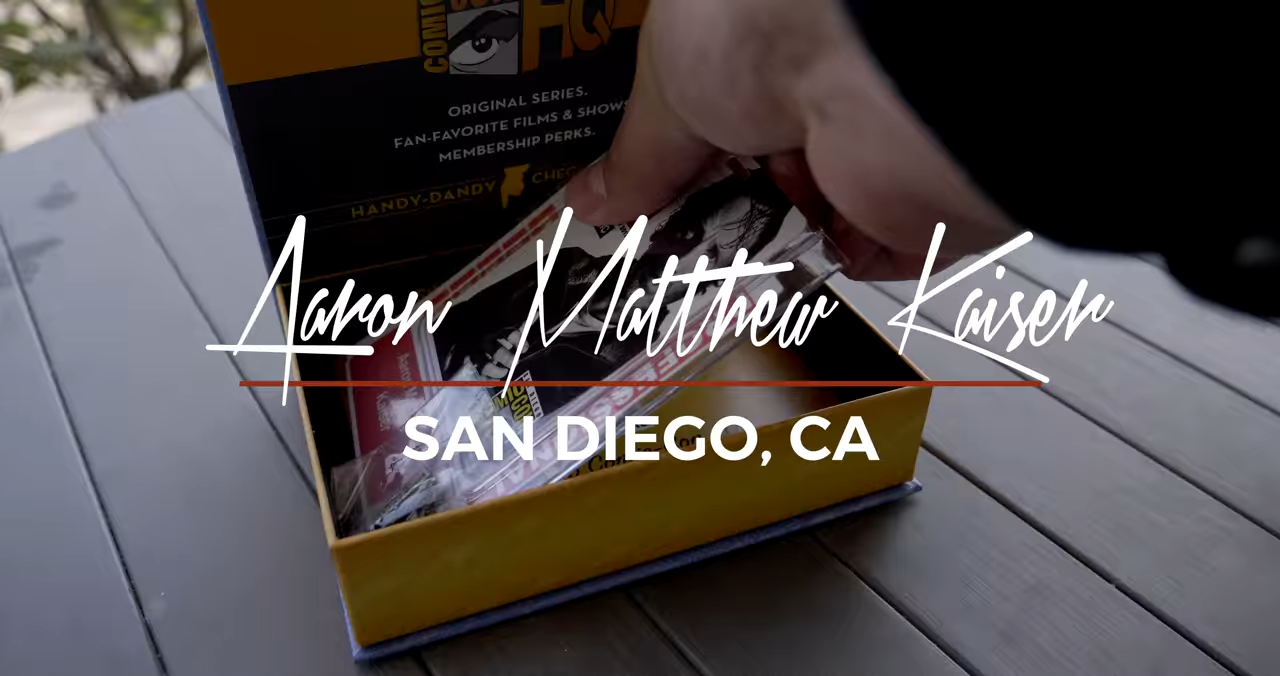 COMIC
HQ
ORIGINAL SERIES.
FAN-FAVORITE FILMS & SHOWS
MEMBERSHIP PERKS.
HANDY-DANDY
Aaron Matthew Kaiser
SAN DIEGO, CA